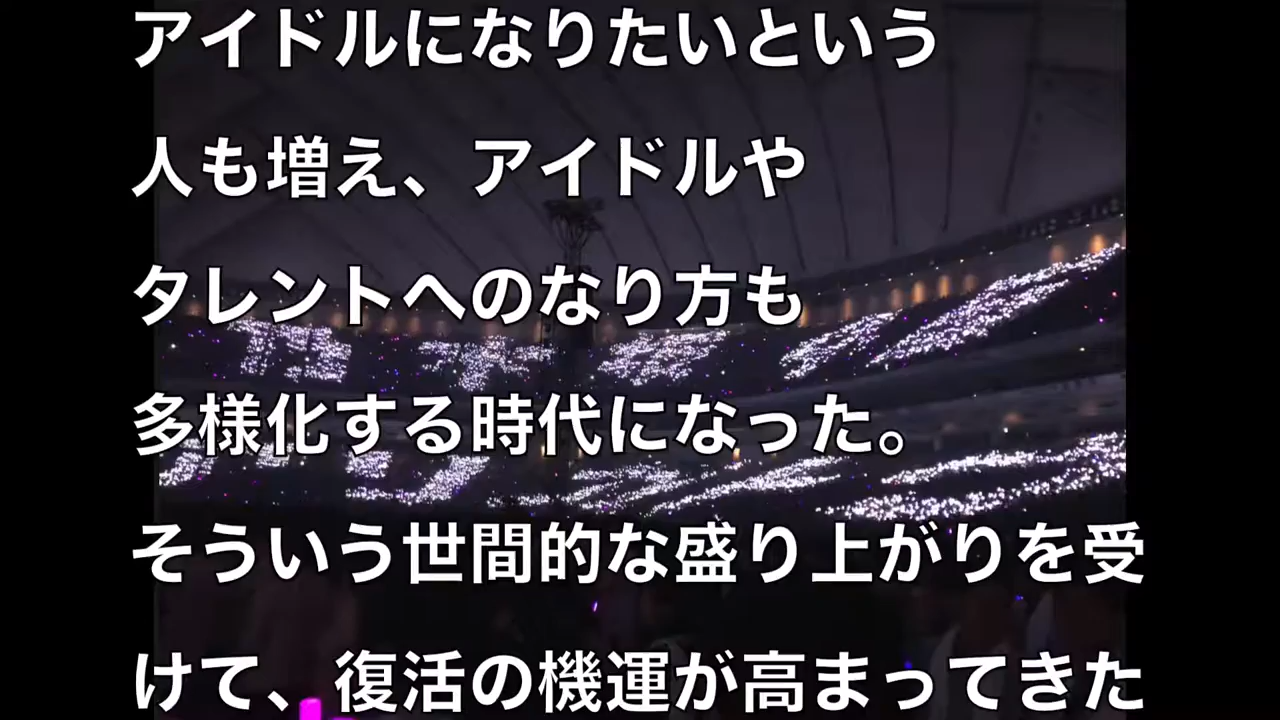 アイドルになりたいという
人も増え、アイドルや
タレントへのなり方も
多様化する時代になった。
そういう世間的な盛り上がりを受
けて、復活の機運が高まってきた